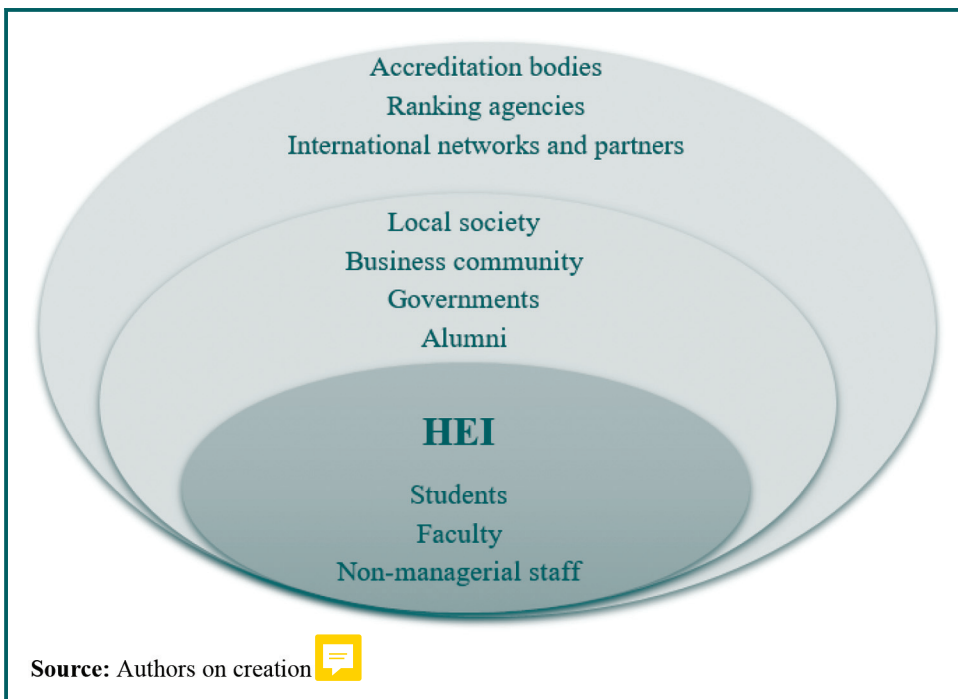 Accreditation bodies
Ranking agencies
International networks and partners
Local society
Business community
Governments
Alumni
HEI
Students
Faculty
Non-managerial staff
Source: Authors on creation